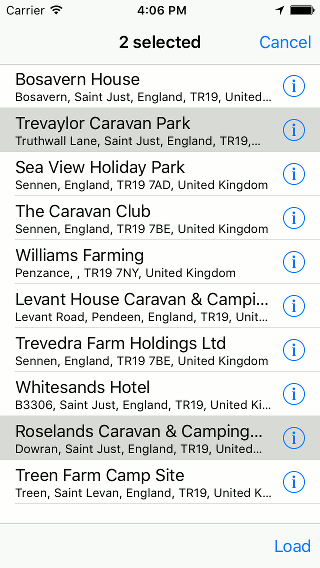 Carrier 4:06 PM
2 selected Cancel
Bosavern House
Bosavern, Saint Just, England, TR19, United...
Trevaylor Caravan Park
Truthwall Lane, Saint Just, England, TR19,...
Sea View Holiday Park
Sennen, England, TR19 7AD, United Kingdom
The Caravan Club
Sennen, England, TR19 7BE, United Kingdom
Williams Farming
Penzance, , TR19 7NY, United Kingdom
Levant House Caravan & Campi...
Levant Road, Pendeen, England, TR19, Unit...
Trevedra Farm Holdings Ltd
Sennen, England, TR19 7BE, United Kingdom
Whitesands Hotel
B3306, Saint Just, England, TR19, United Ki...
Roselands Caravan & Camping...
Dowran, Saint Just, England, TR19, United...
Treen Farm Camp Site
Treen, Saint Levan, England, TR19, United K...
Load